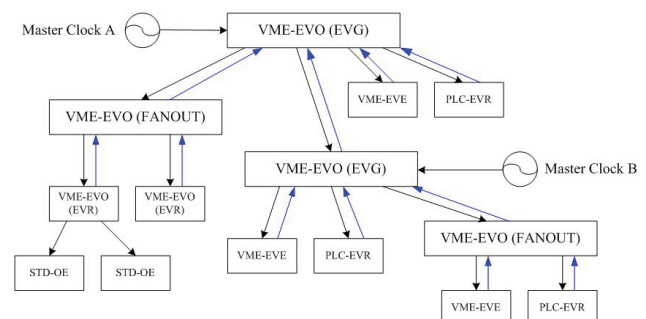 Master Clock A
VME-EVO (EVG)
VME-EVE
PLC-EVR
VME-EVO (FANOUT)
VME-EVO (EVG)
Master Clock B
VME-EVO
(EVR)
VME-EVO
(EVR)
VME-EVO (FANOUT)
VME-EVE
PLC-EVR
STD-OE
STD-OE
VME-EVE
PLC-EVR